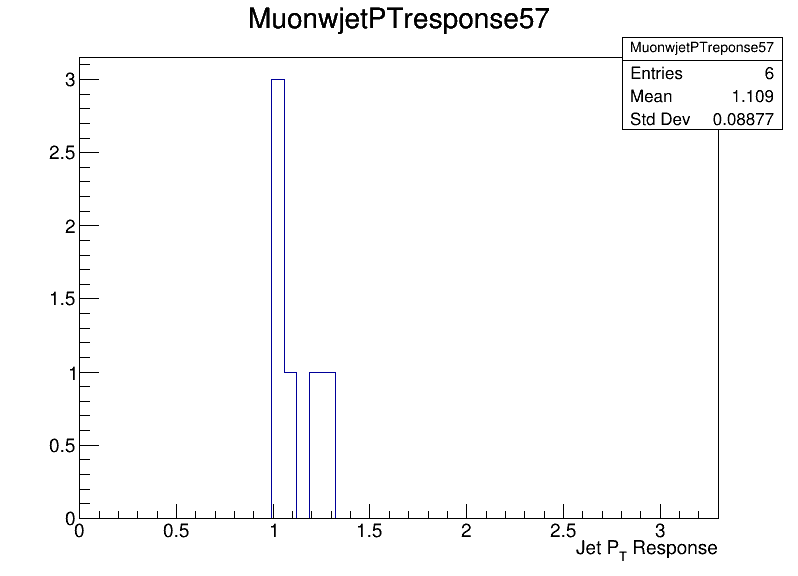 MuonwjetPTresponse57
MuonwjetPTreponse57
Entries 6
Mean 1.109
Std Dev 0.08877
3
2.5
2
1.5
1
0.5
0
0 0.5 1 1.5 2 2.5 3
Jet PT Response